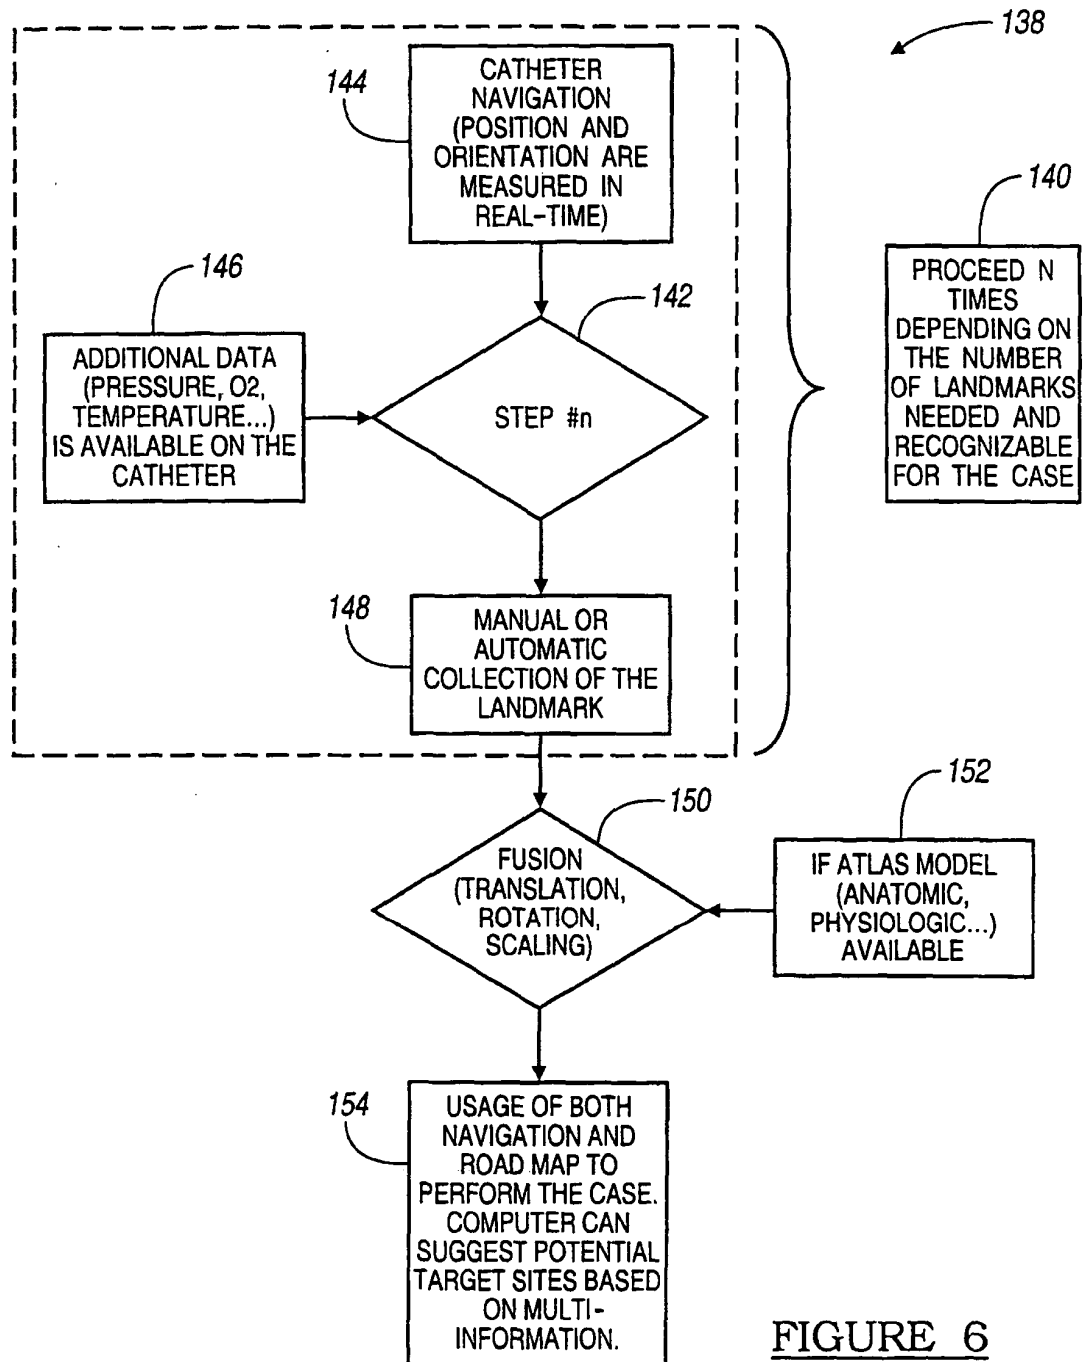 138
144
CATHETER
NAVIGATION
(POSITION AND
ORIENTATION ARE
MEASURED IN
REAL-TIME)
140
PROCEED N
TIMES
DEPENDING ON
THE NUMBER
OF LANDMARKS
NEEDED AND
RECOGNIZABLE
FOR THE CASE
146
142
ADDITIONAL DATA
(PRESSURE, O2,
TEMPERATURE...)
IS AVAILABLE ON THE
CATHETER
STEP #n
148
MANUAL OR
AUTOMATIC
COLLECTION OF THE
LANDMARK
150
152
FUSION
(TRANSLATION,
ROTATION,
SCALING)
IF ATLAS MODEL
(ANATOMIC,
PHYSIOLOGIC...)
AVAILABLE
154
USAGE OF BOTH
NAVIGATION AND
ROAD MAP TO
PERFORM THE CASE.
COMPUTER CAN
SUGGEST POTENTIAL
TARGET SITES BASED
ON MULTI-
INFORMATION.
FIGURE 6